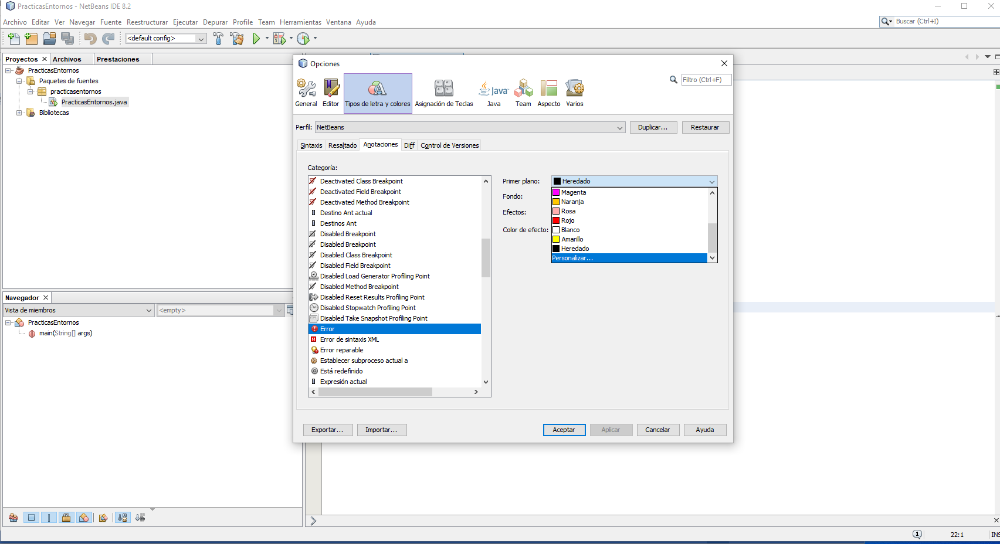 PracticasEntornos - NetBeans IDE 8.2
Archivo Editar Ver Navegar Fuente Reestructurar Ejecutar Depurar Profile Team Herramientas Ventana Ayuda
Buscar (Ctrl+I)
<default config>
Proyectos Archivos Prestaciones
PracticasEntornos
Paquetes de fuentes
practicasentornos
PracticasEntornos.java
Bibliotecas
Navegador
Vista de miembros
<empty>
PracticasEntornos
main(String[] args)
Opciones
Filtro (Ctrl+F)
General Editor Tipos de letra y colores Asignación de Teclas Java Team Aspecto Varios
Perfil: NetBeans Duplicar... Restaurar
Sintaxis Resaltado Anotaciones Diff Control de Versiones
Categoría:
Deactivated Class Breakpoint
Deactivated Field Breakpoint
Deactivated Method Breakpoint
Destino Ant actual
Destinos Ant
Disabled Breakpoint
Disabled Breakpoint
Disabled Class Breakpoint
Disabled Field Breakpoint
Disabled Load Generator Profiling Point
Disabled Method Breakpoint
Disabled Reset Results Profiling Point
Disabled Stopwatch Profiling Point
Disabled Take Snapshot Profiling Point
Error
Error de sintaxis XML
Error reparable
Establecer subproceso actual a
Está redefinido
Expresión actual
Primer plano: Heredado
Fondo:
Efectos:
Color de efecto:
Magenta
Naranja
Rosa
Rojo
Blanco
Amarillo
Heredado
Personalizar...
Exportar... Importar... Aceptar Aplicar Cancelar Ayuda
1 22:1 INS